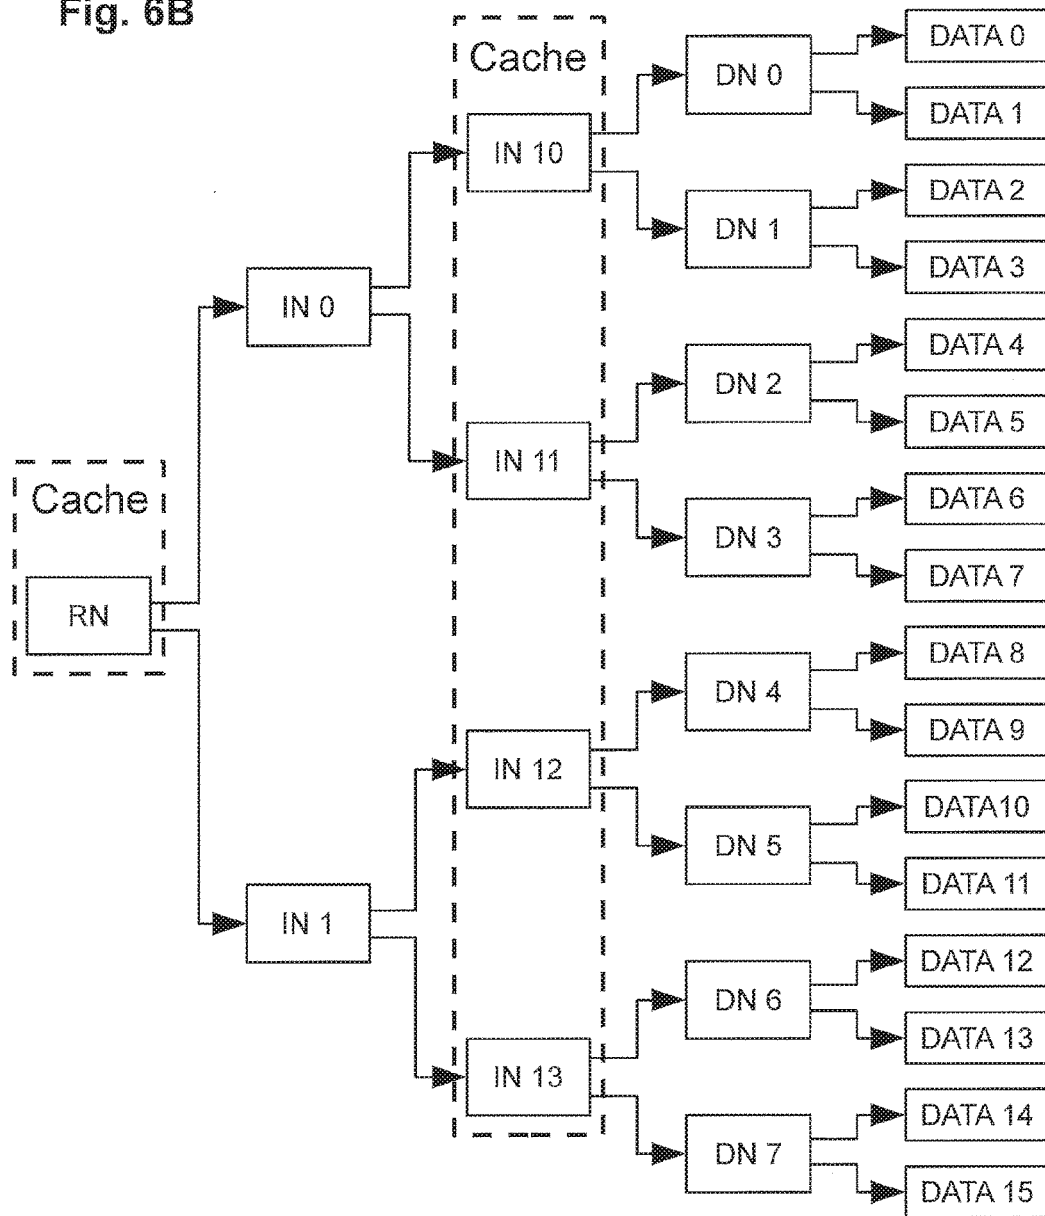 Fig. 6B
Cache
RN
IN 0
IN 1
Cache
IN 10
IN 11
IN 12
IN 13
DN 0
DN 1
DN 2
DN 3
DN 4
DN 5
DN 6
DN 7
DATA 0
DATA 1
DATA 2
DATA 3
DATA 4
DATA 5
DATA 6
DATA 7
DATA 8
DATA 9
DATA10
DATA 11
DATA 12
DATA 13
DATA 14
DATA 15